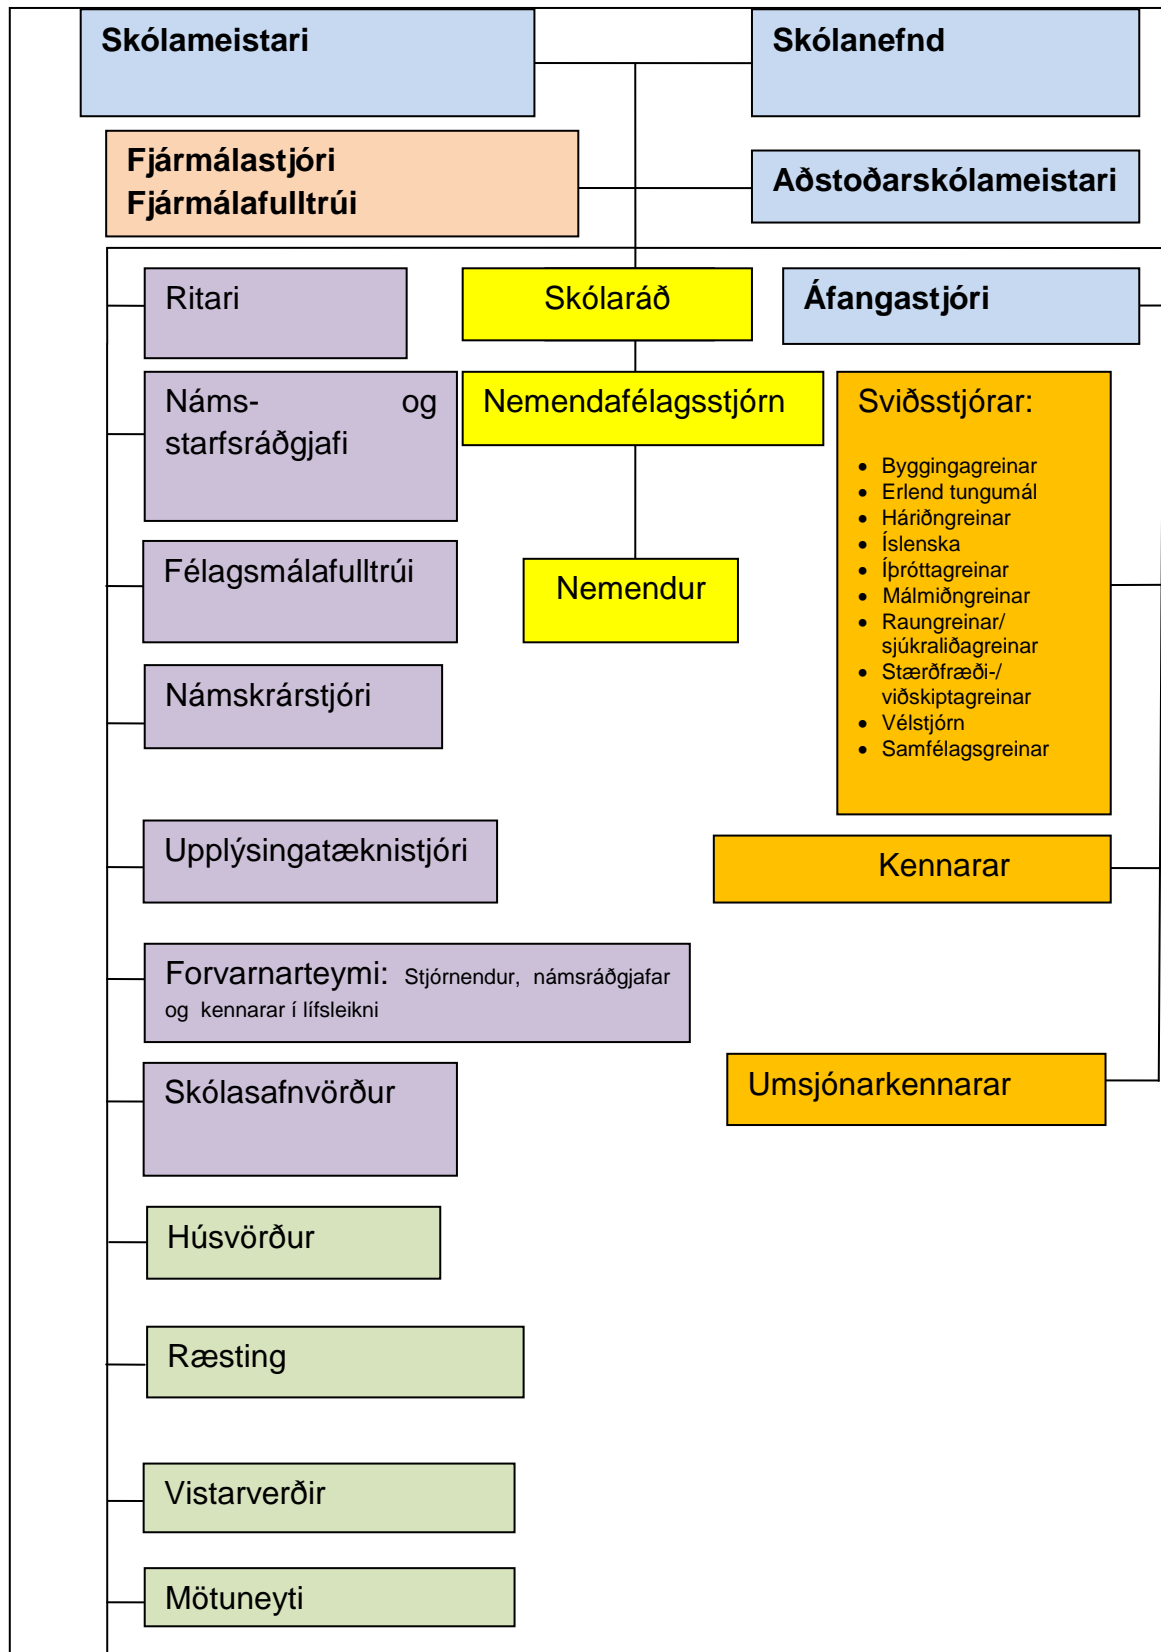 Skólameistari
Skólanefnd
Fjármálastjóri
Fjármálafulltrúi
Aðstoðarskólameistari
Ritari
Skólaráð
Áfangastjóri
Náms- og
starfsráðgjafi
Nemendafélagsstjórn
Sviðsstjórar:
• Byggingagreinar
• Erlend tungumál
• Háriðngreinar
• Íslenska
• Íþróttagreinar
• Málmiðngreinar
• Raungreinar/
sjúkraliðagreinar
• Stærðfræði-/
viðskiptagreinar
• Vélstjórn
• Samfélagsgreinar
Félagsmálafulltrúi
Nemendur
Námskrárstjóri
Upplýsingatæknistjóri
Kennarar
Forvarnarteymi: Stjórnendur, námsráðgjafar
og kennarar í lífsleikni
Skólasafnvörður
Umsjónarkennarar
Húsvörður
Ræsting
Vistarverðir
Mötuneyti